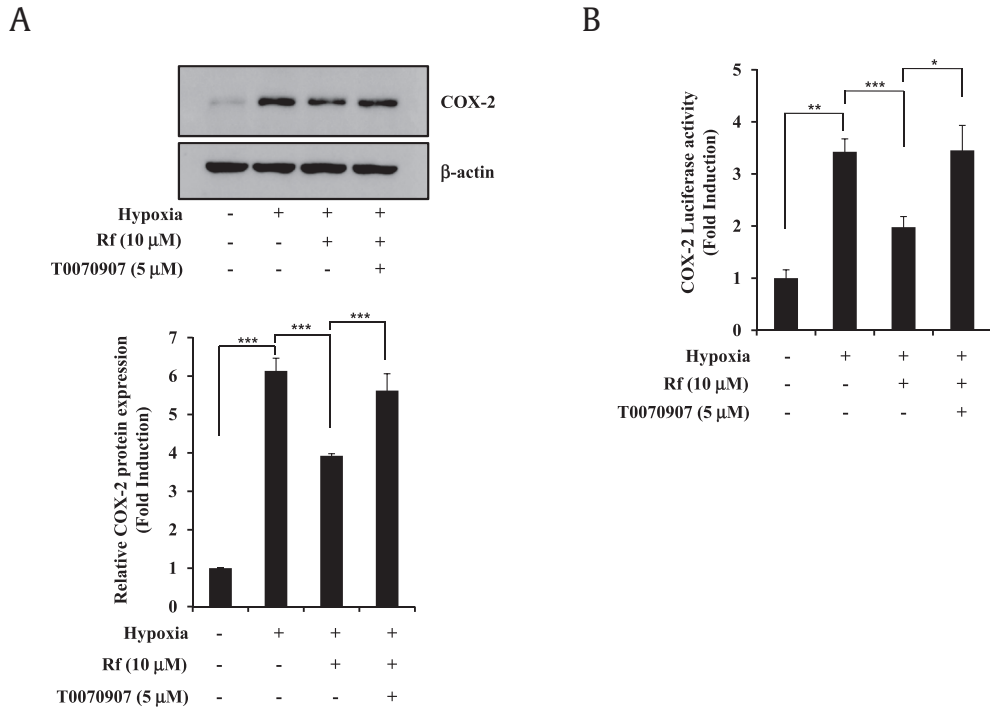 A
COX-2
β-actin
Hypoxia - + + +
Rf (10 μM) - - + +
T0070907 (5 μM) - - - +
Relative COX-2 protein expression
(Fold Induction)
7
6
5
4
3
2
1
0
***
***
***
Hypoxia - + + +
Rf (10 μM) - - + +
T0070907 (5 μM) - - - +
B
COX-2 Luciferase activity
(Fold Induction)
5
4
3
2
1
0
**
***
*
Hypoxia - + + +
Rf (10 μM) - - + +
T0070907 (5 μM) - - - +